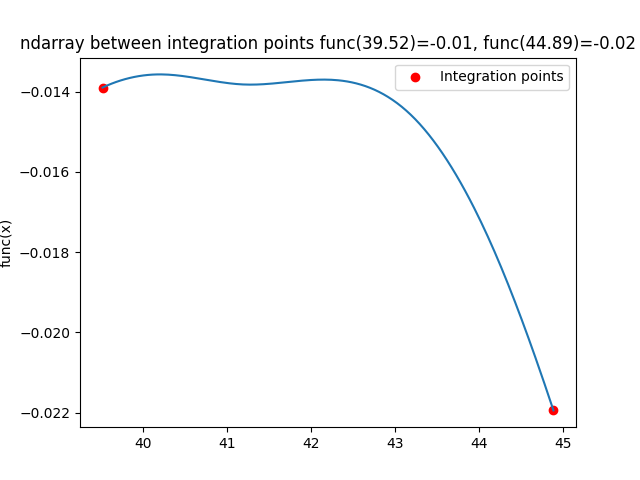 ndarray between integration points func(39.52)=-0.01, func(44.89)=-0.02
Integration points
func(x)
−0.014
−0.016
−0.018
−0.020
−0.022
40 41 42 43 44 45